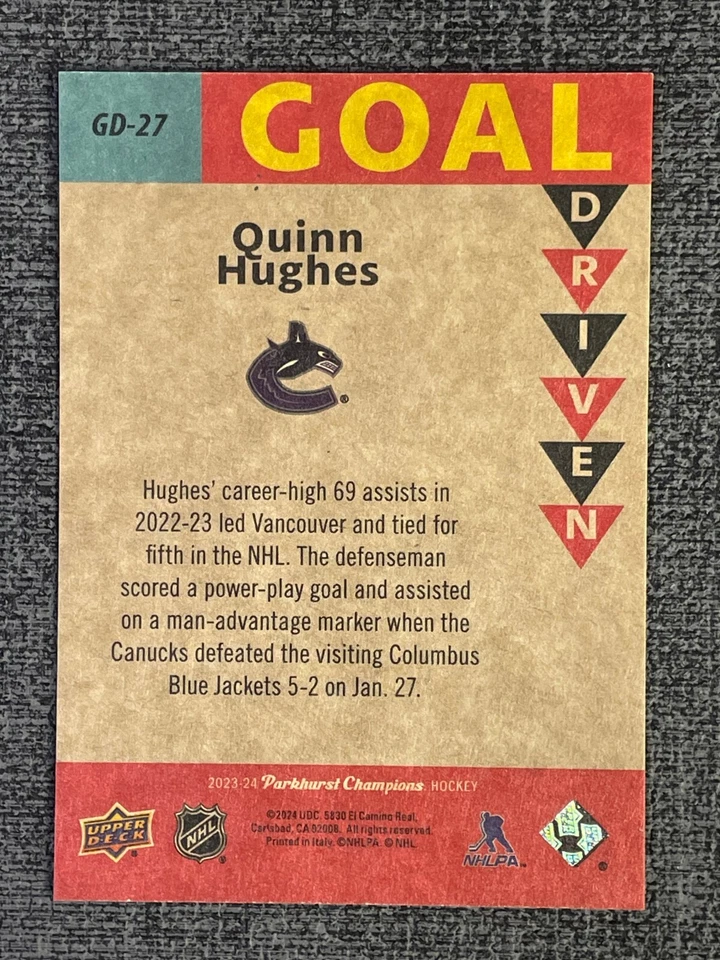 GD-27
GOAL
DRIVEN
Quinn
Hughes
®
Hughes’ career-high 69 assists in
2022-23 led Vancouver and tied for
fifth in the NHL. The defenseman
scored a power-play goal and assisted
on a man-advantage marker when the
Canucks defeated the visiting Columbus
Blue Jackets 5-2 on Jan. 27.
2023-24 Parkhurst Champions HOCKEY
UPPER
DECK
®
NHL
®
©2024 UDC. 5830 El Camino Real,
Carlsbad, CA 92008. All rights reserved.
Printed in Italy. ©NHLPA. © NHL.
NHLPA™
®